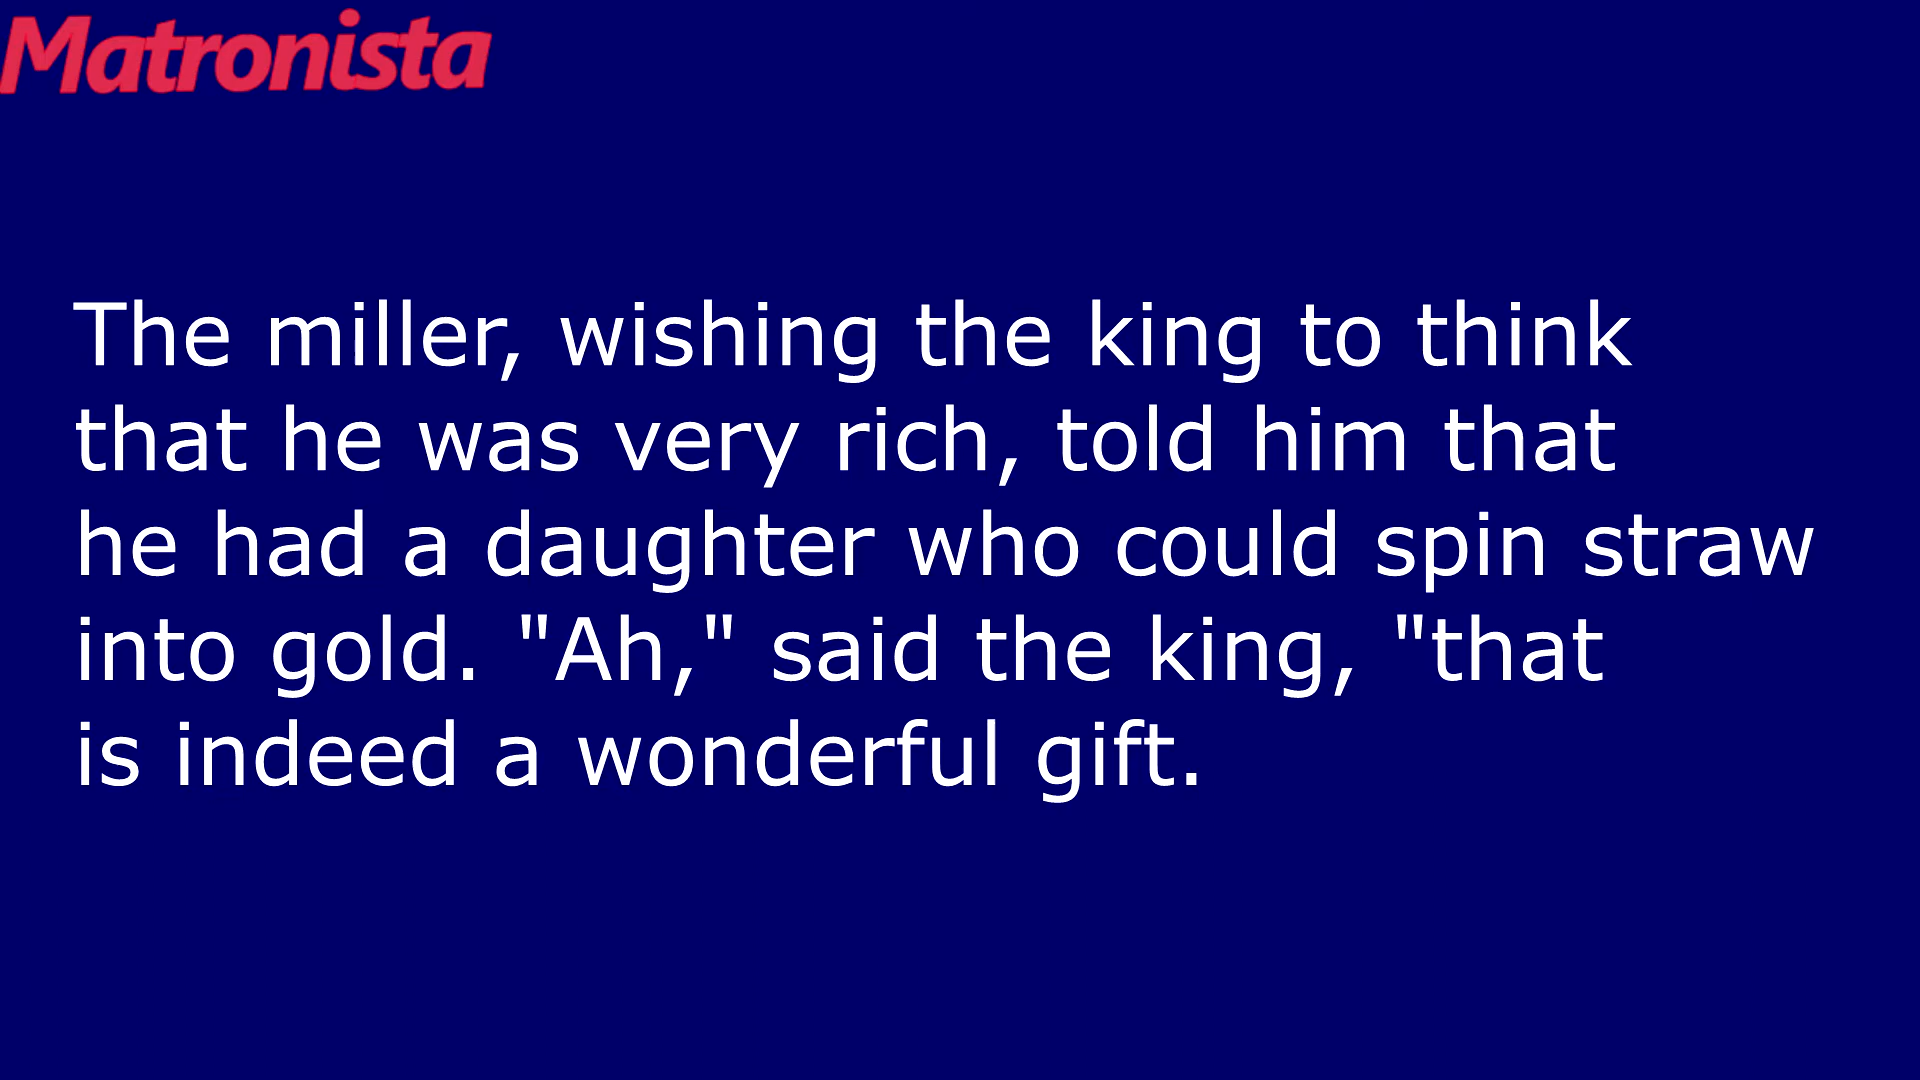 Matronista
The miller, wishing the king to think
that he was very rich, told him that
he had a daughter who could spin straw
into gold. "Ah," said the king, "that
is indeed a wonderful gift.